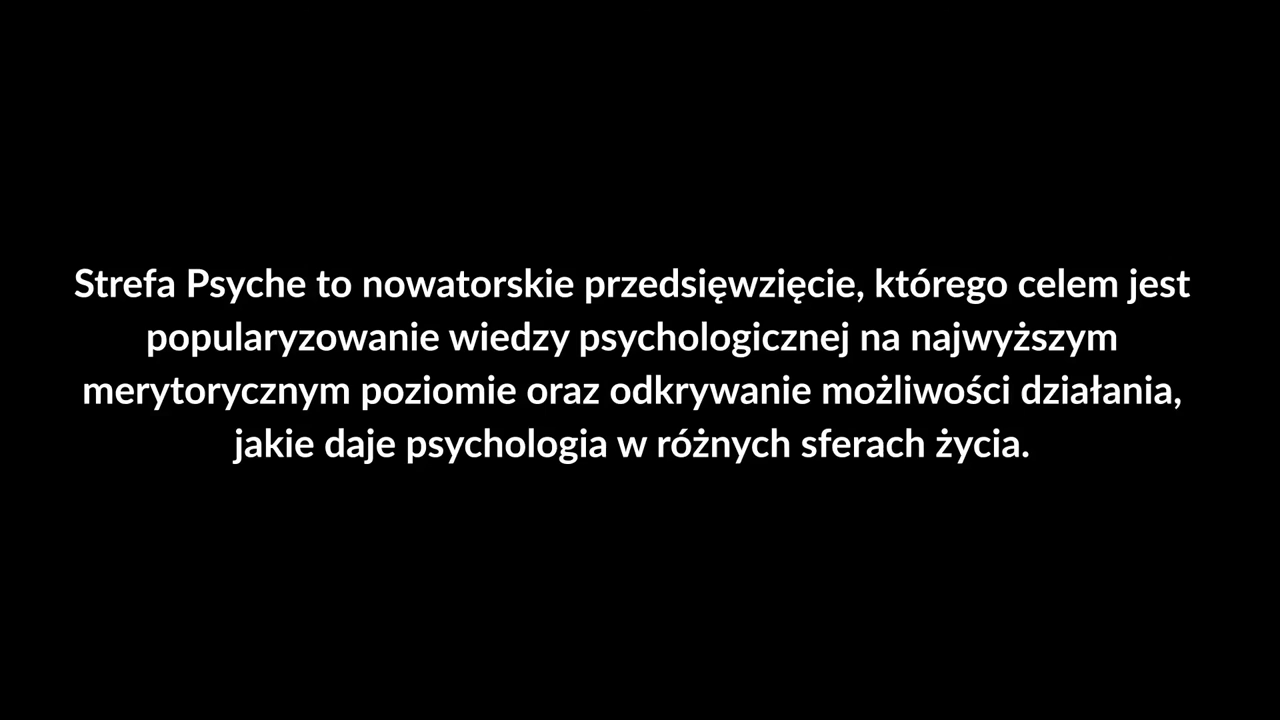 Strefa Psyche to nowatorskie przedsięwzięcie, którego celem jest
popularyzowanie wiedzy psychologicznej na najwyższym
merytorycznym poziomie oraz odkrywanie możliwości działania,
jakie daje psychologia w różnych sferach życia.